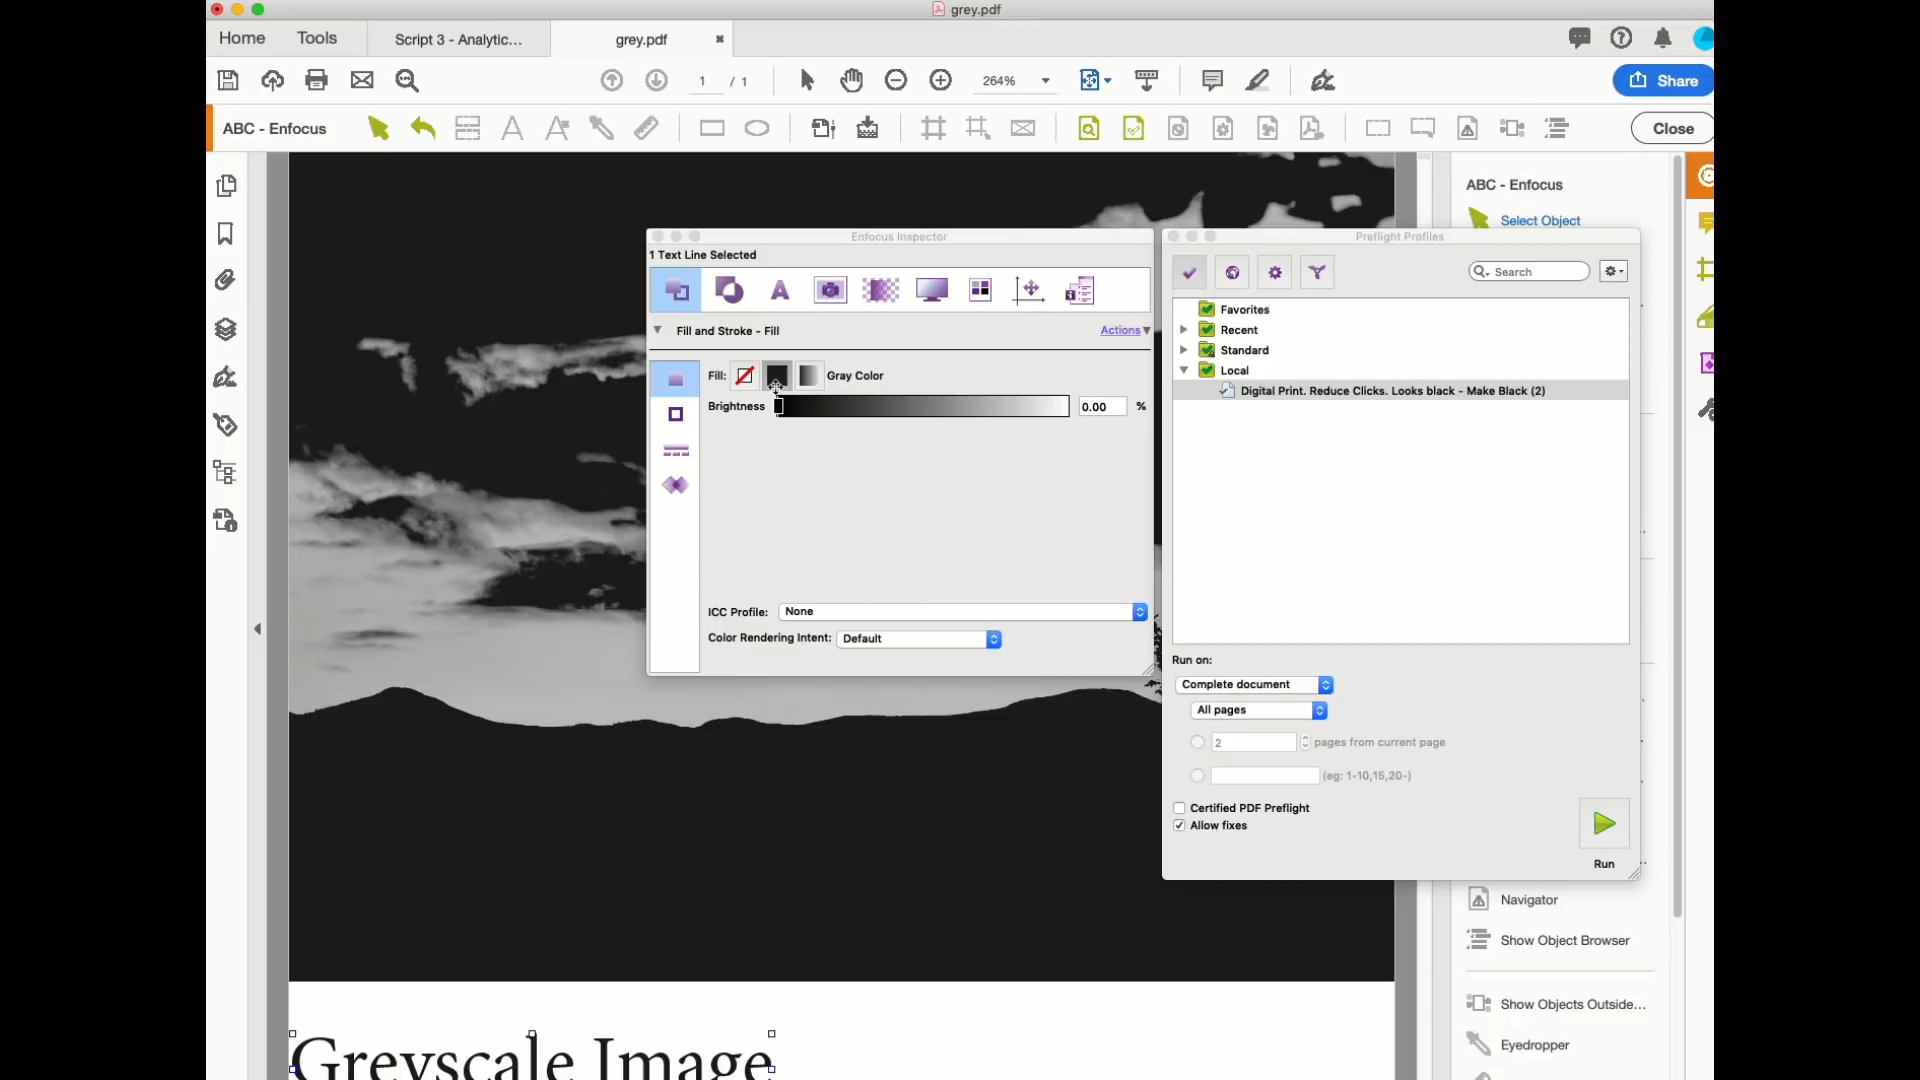 grey.pdf
Home
Tools
Script 3 - Analytic...
grey.pdf
1 / 1
264%
Share
ABC - Enfocus
Close
ABC - Enfocus
Select Object
Enfocus Inspector
1 Text Line Selected
Fill and Stroke - Fill
Actions
Fill:
Gray Color
Brightness
0.00 %
ICC Profile: None
Color Rendering Intent: Default
Preflight Profiles
Search
Favorites
Recent
Standard
Local
Digital Print. Reduce Clicks. Looks black - Make Black (2)
Run on:
Complete document
All pages
2 pages from current page
(eg: 1-10,15,20-)
Certified PDF Preflight
Allow fixes
Run
Navigator
Show Object Browser
Show Objects Outside...
Eyedropper
Greyscale Image